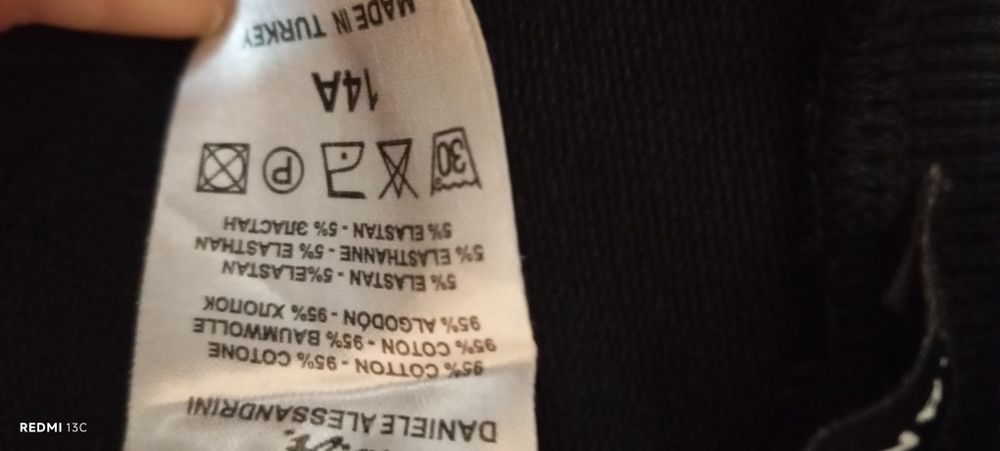 DANIELE ALESSANDRINI
95% COTTON - 95% COTONE
95% COTON - 95% BAUMWOLLE
95% ALGODÓN - 95% ХЛОПОК
5% ELASTAN - 5%ELASTAN
5% ELASTHANNE - 5% ELASTHAN
5% ELASTAN - 5% ЭЛАСТАН
30 P
14A
MADE IN TURKEY
REDMI 13C